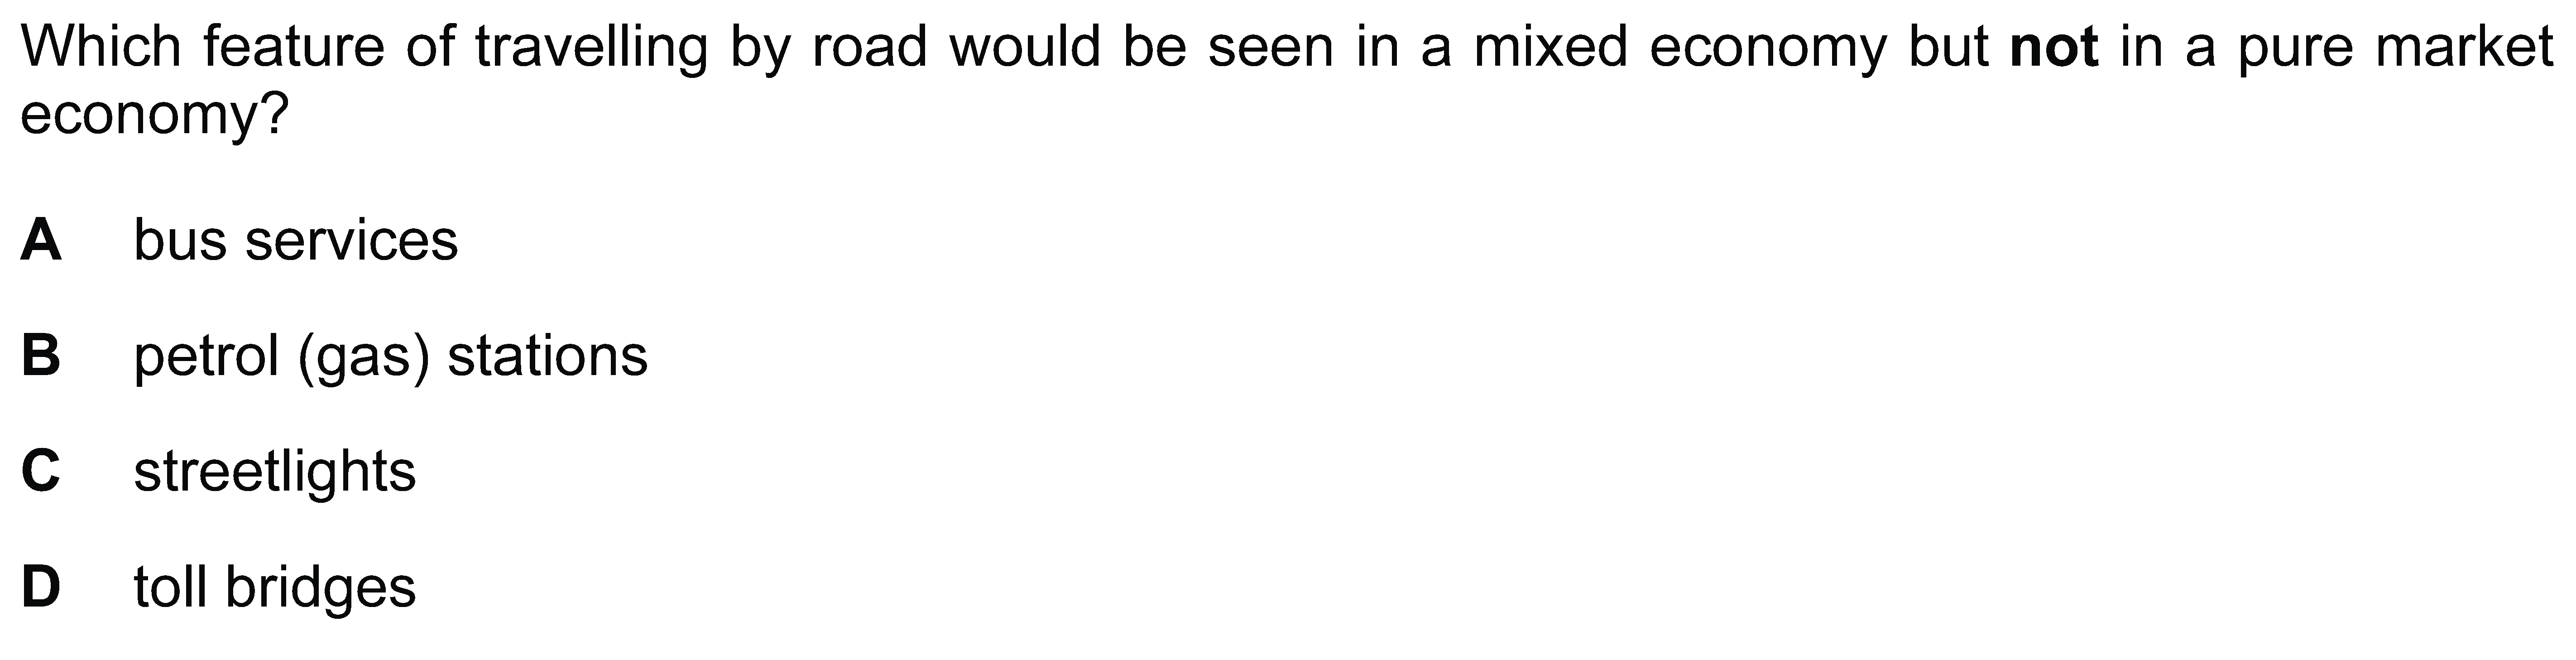 Which feature of travelling by road would be seen in a mixed economy but not in a pure market
economy?
A bus services
B petrol (gas) stations
C streetlights
D toll bridges